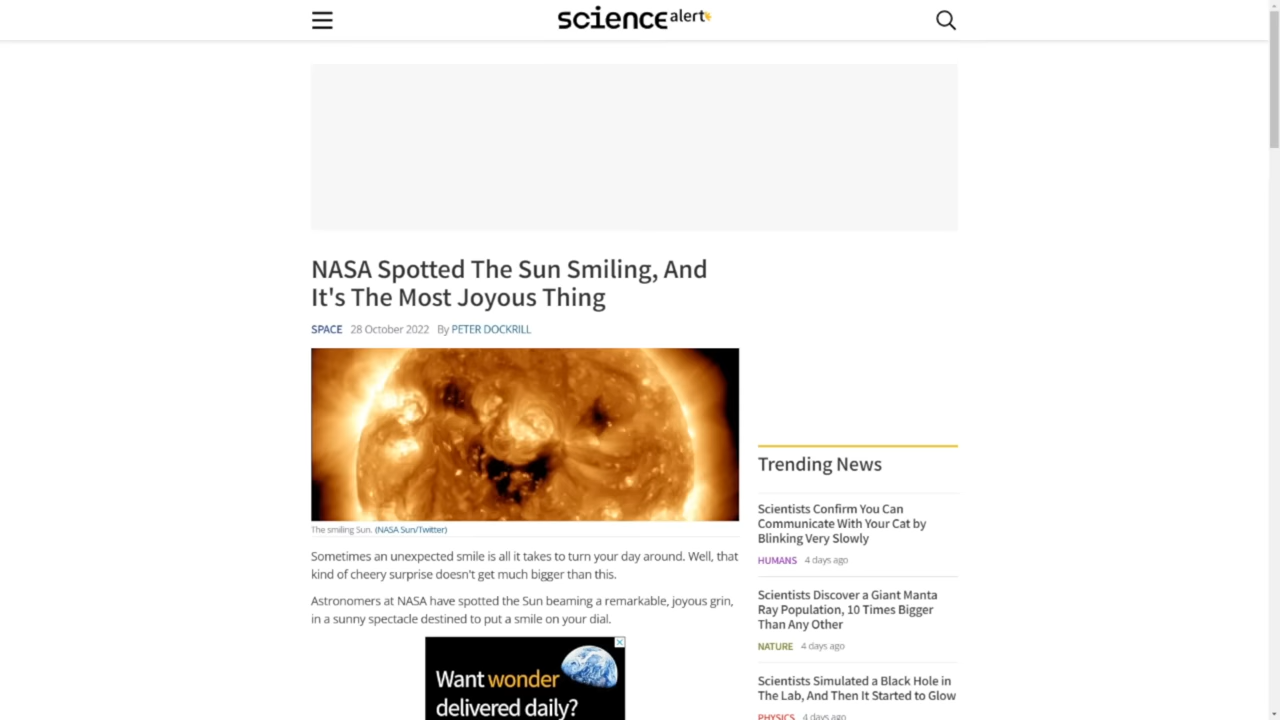 sciencealert
NASA Spotted The Sun Smiling, And
It's The Most Joyous Thing
SPACE 28 October 2022 By PETER DOCKRILL
The smiling Sun. (NASA Sun/Twitter)
Sometimes an unexpected smile is all it takes to turn your day around. Well, that
kind of cheery surprise doesn't get much bigger than this.
Astronomers at NASA have spotted the Sun beaming a remarkable, joyous grin,
in a sunny spectacle destined to put a smile on your dial.
Want wonder
delivered daily?
Trending News
Scientists Confirm You Can
Communicate With Your Cat by
Blinking Very Slowly
HUMANS 4 days ago
Scientists Discover a Giant Manta
Ray Population, 10 Times Bigger
Than Any Other
NATURE 4 days ago
Scientists Simulated a Black Hole in
The Lab, And Then It Started to Glow
PHYSICS 4 days ago